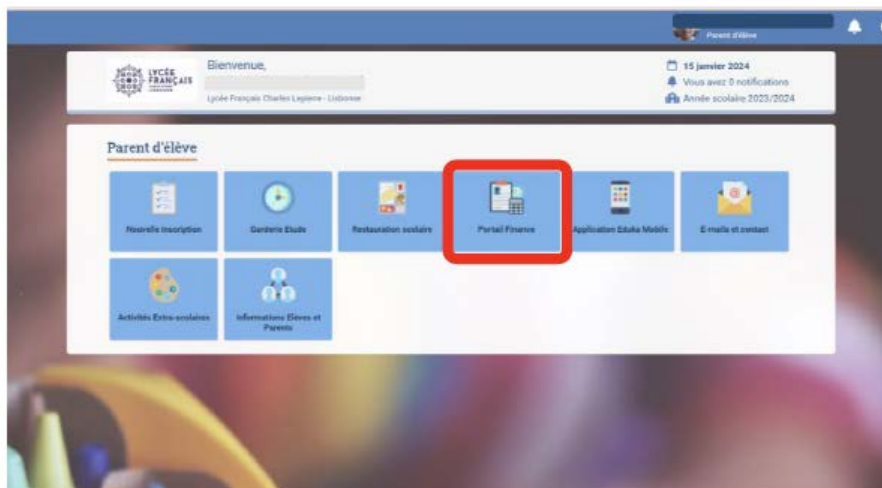 Parent d'élève
LYCÉE
FRANÇAIS
Bienvenue,
Lycée Français Charles Lepierre - Lisbonne
15 janvier 2024
Vous avez 0 notifications
Année scolaire 2023/2024
Parent d'élève
Nouvelle inscription
Garderie Etude
Restauration scolaire
Portail Finance
Application Eduka Mobile
E-mails et contact
Activités Extra-scolaires
Informations Elèves et
Parents